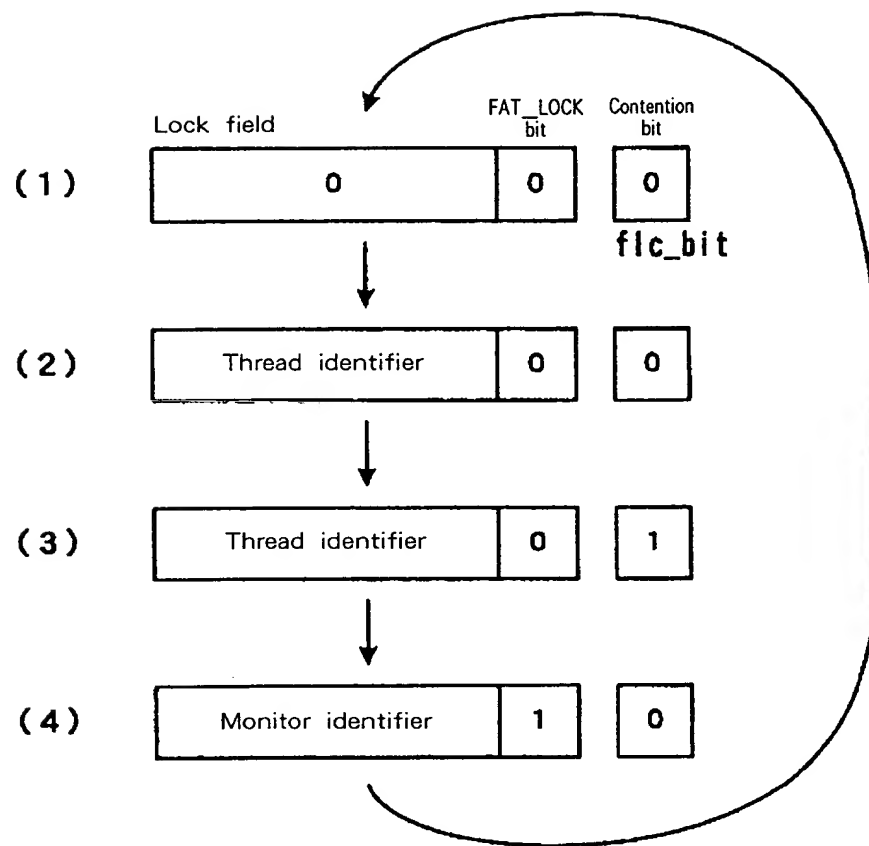 Lock field FAT_LOCK bit Contention bit
(1) 0 0 0
flc_bit
(2) Thread identifier 0 0
(3) Thread identifier 0 1
(4) Monitor identifier 1 0